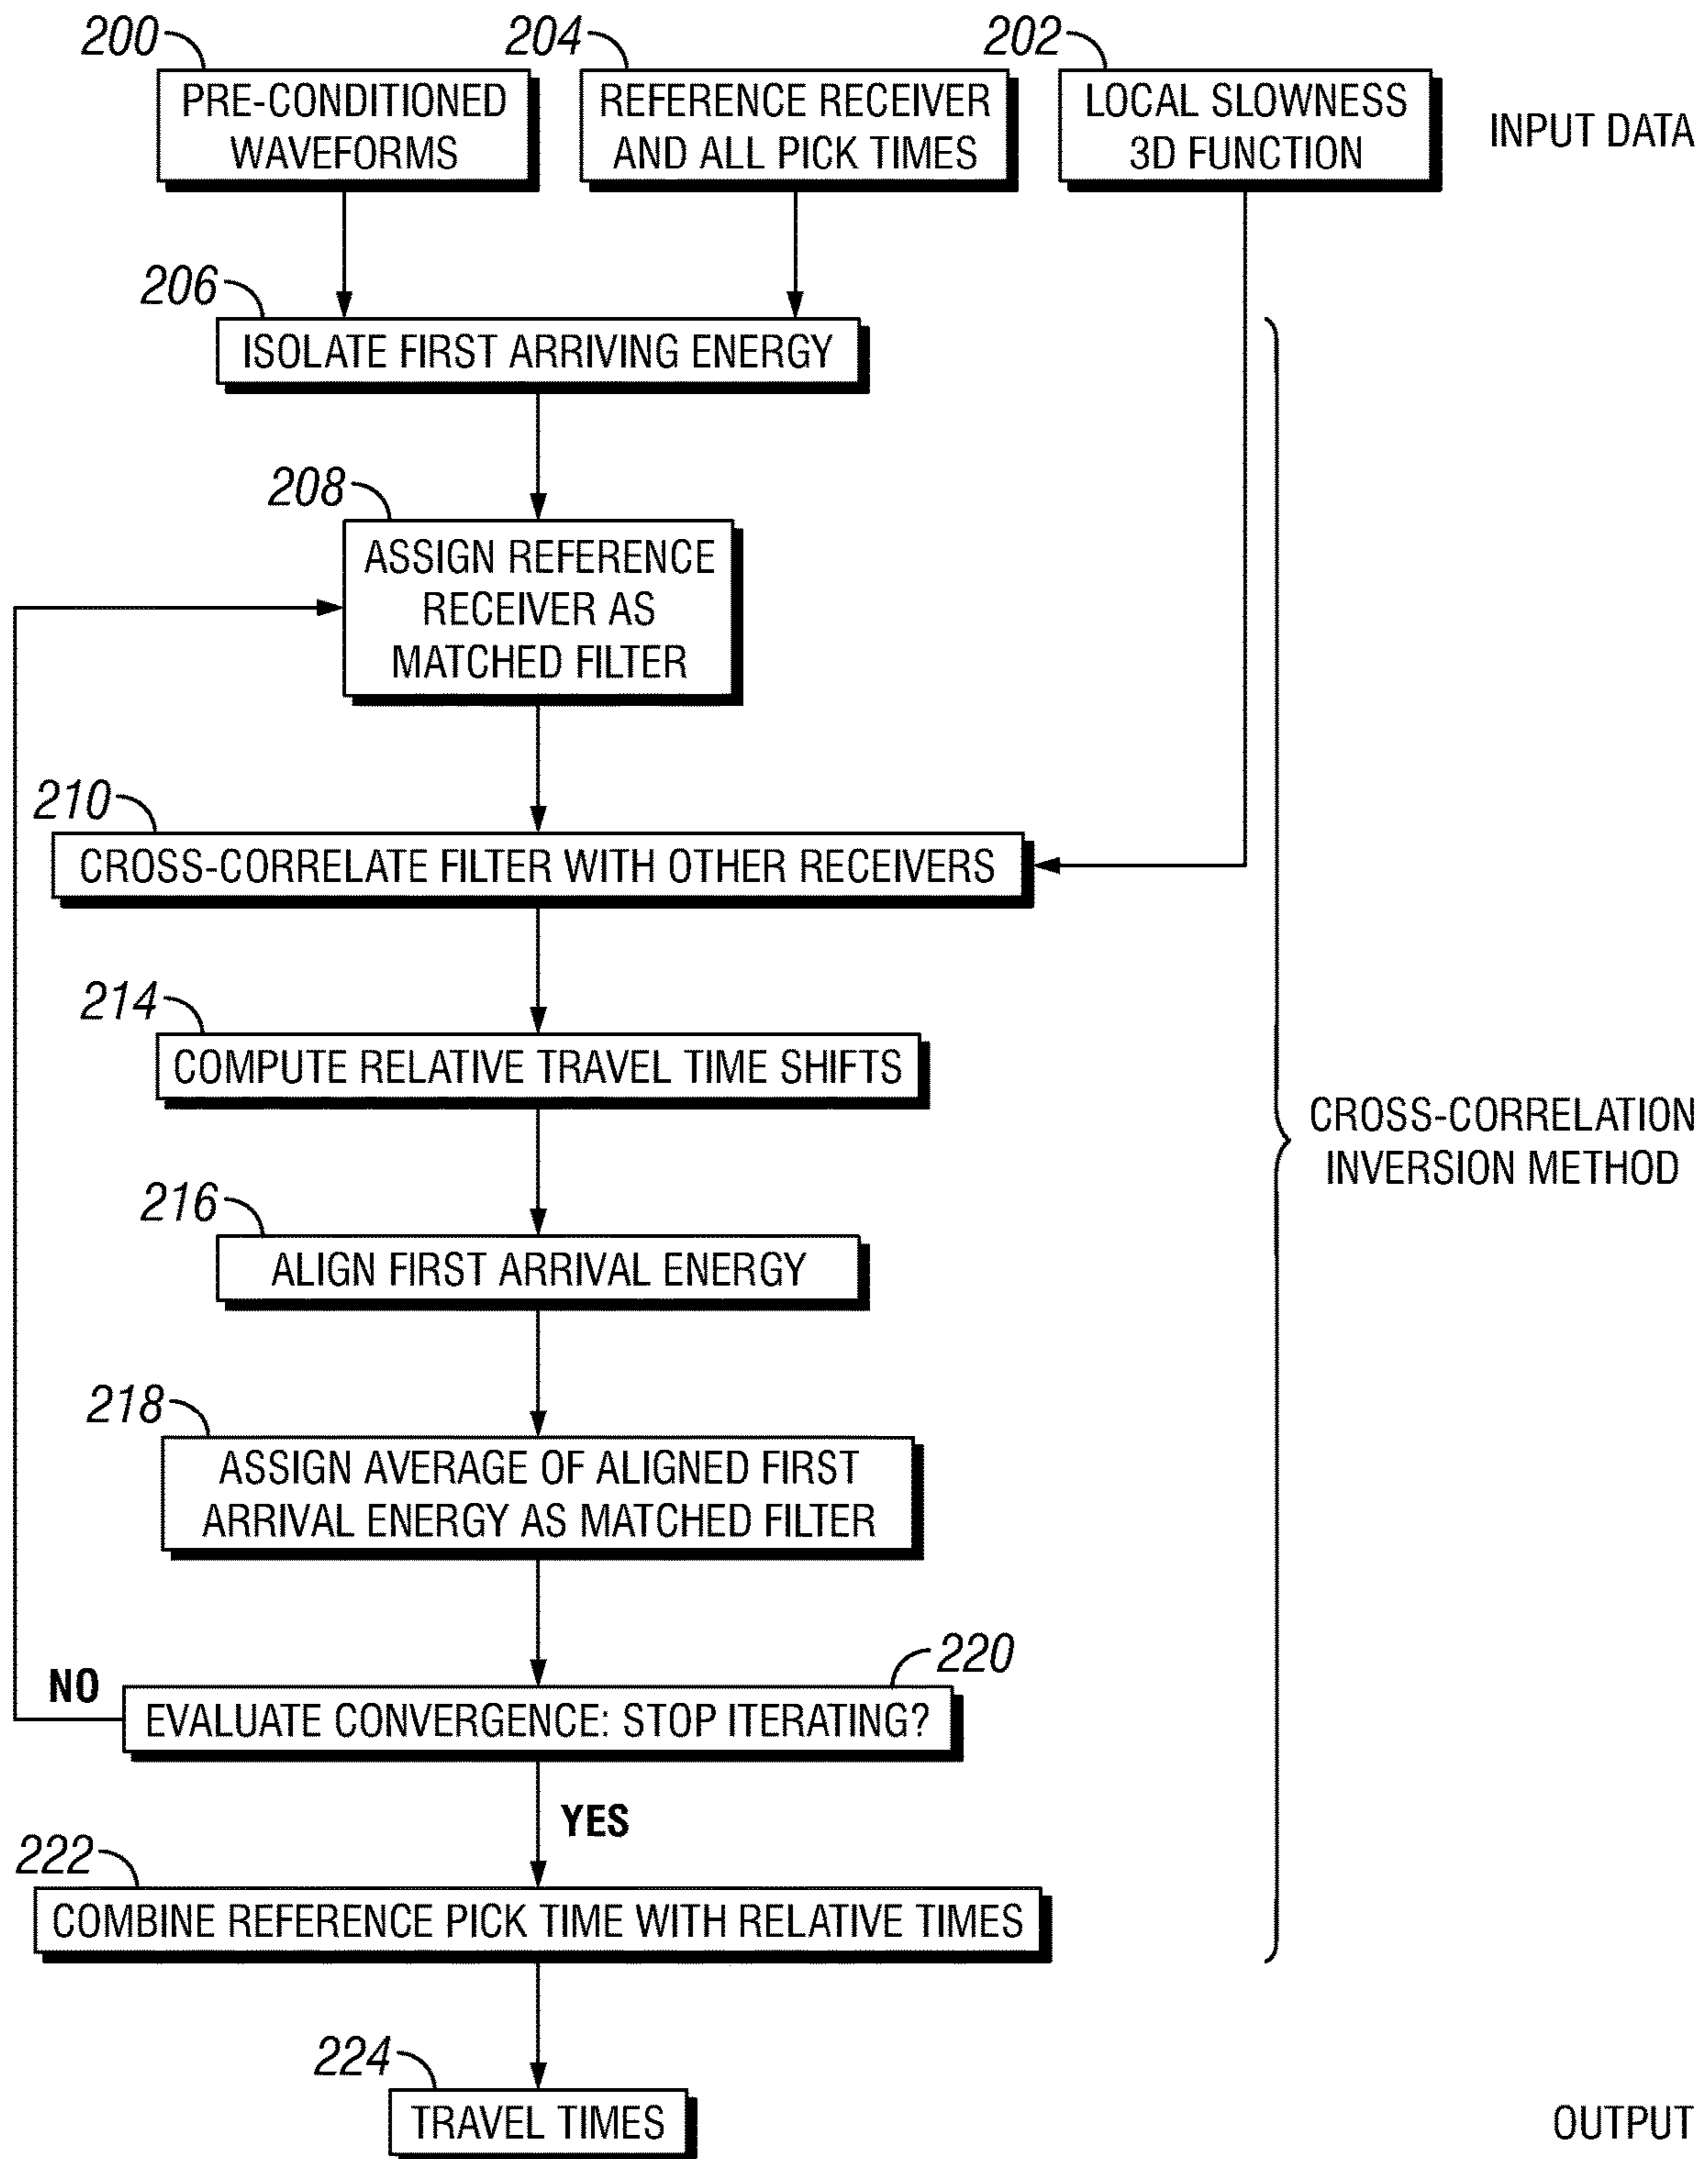 200
204
202
PRE-CONDITIONED
WAVEFORMS
REFERENCE RECEIVER
AND ALL PICK TIMES
LOCAL SLOWNESS
3D FUNCTION
INPUT DATA
206
ISOLATE FIRST ARRIVING ENERGY
208
ASSIGN REFERENCE
RECEIVER AS
MATCHED FILTER
210
CROSS-CORRELATE FILTER WITH OTHER RECEIVERS
214
COMPUTE RELATIVE TRAVEL TIME SHIFTS
CROSS-CORRELATION
INVERSION METHOD
216
ALIGN FIRST ARRIVAL ENERGY
218
ASSIGN AVERAGE OF ALIGNED FIRST
ARRIVAL ENERGY AS MATCHED FILTER
220
NO
EVALUATE CONVERGENCE: STOP ITERATING?
YES
222
COMBINE REFERENCE PICK TIME WITH RELATIVE TIMES
224
TRAVEL TIMES
OUTPUT